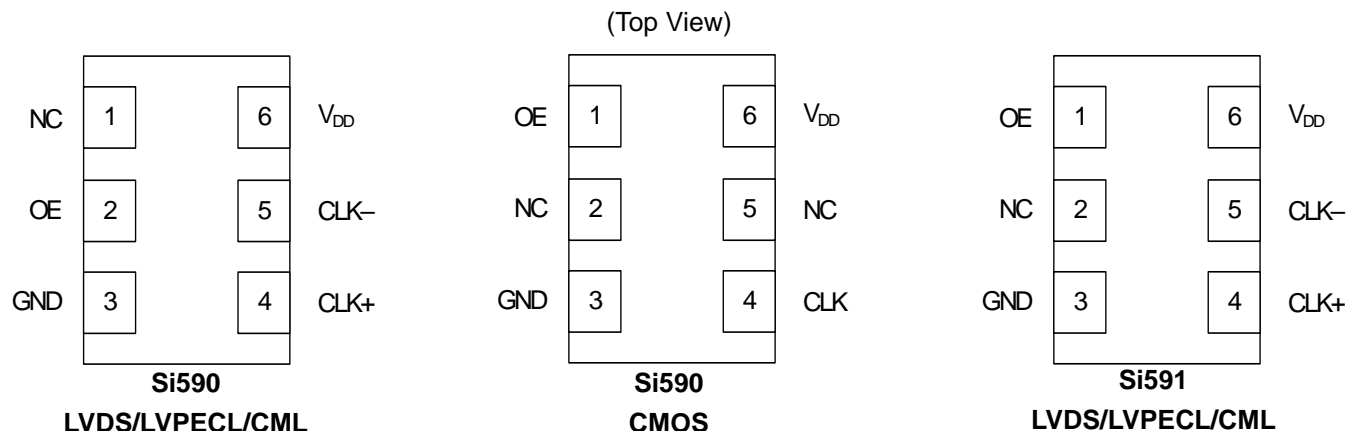 (Top View)
NC 1 6 VDD
OE 2 5 CLK–
GND 3 4 CLK+
Si590
LVDS/LVPECL/CML
OE 1 6 VDD
NC 2 5 NC
GND 3 4 CLK
Si590
CMOS
OE 1 6 VDD
NC 2 5 CLK–
GND 3 4 CLK+
Si591
LVDS/LVPECL/CML